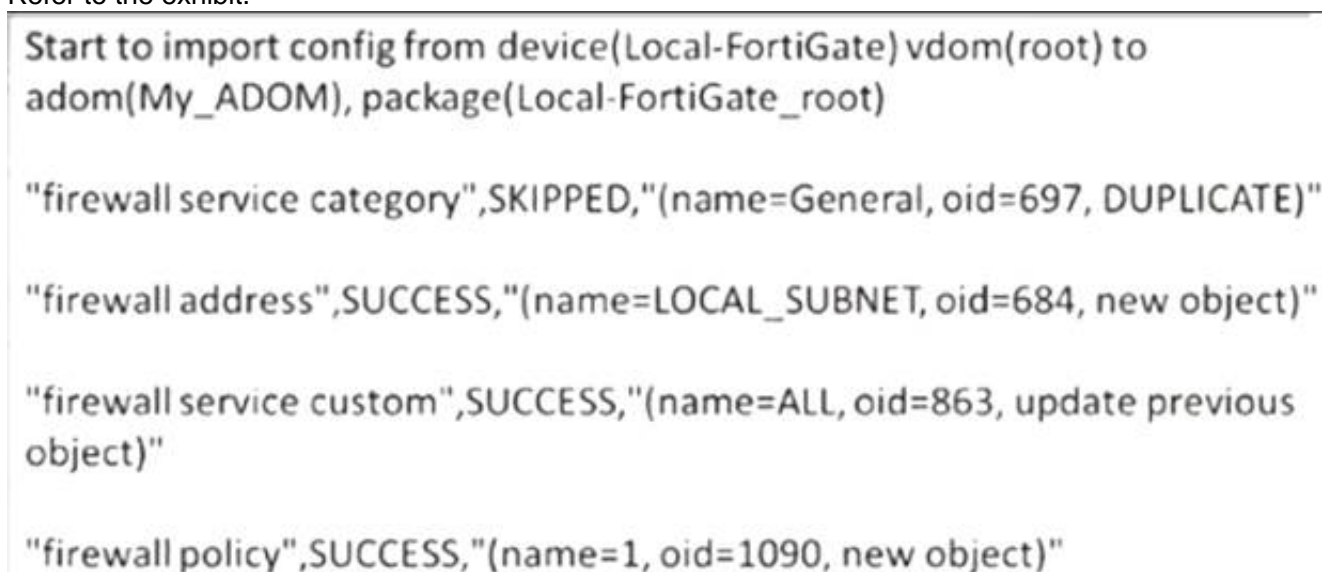 Refer to the exhibit.
Start to import config from device(Local-FortiGate) vdom(root) to
adom(My_ADOM), package(Local-FortiGate_root)
"firewall service category",SKIPPED,"(name=General, oid=697, DUPLICATE)"
"firewall address",SUCCESS,"(name=LOCAL_SUBNET, oid=684, new object)"
"firewall service custom",SUCCESS,"(name=ALL, oid=863, update previous
object)"
"firewall policy",SUCCESS,"(name=1, oid=1090, new object)"